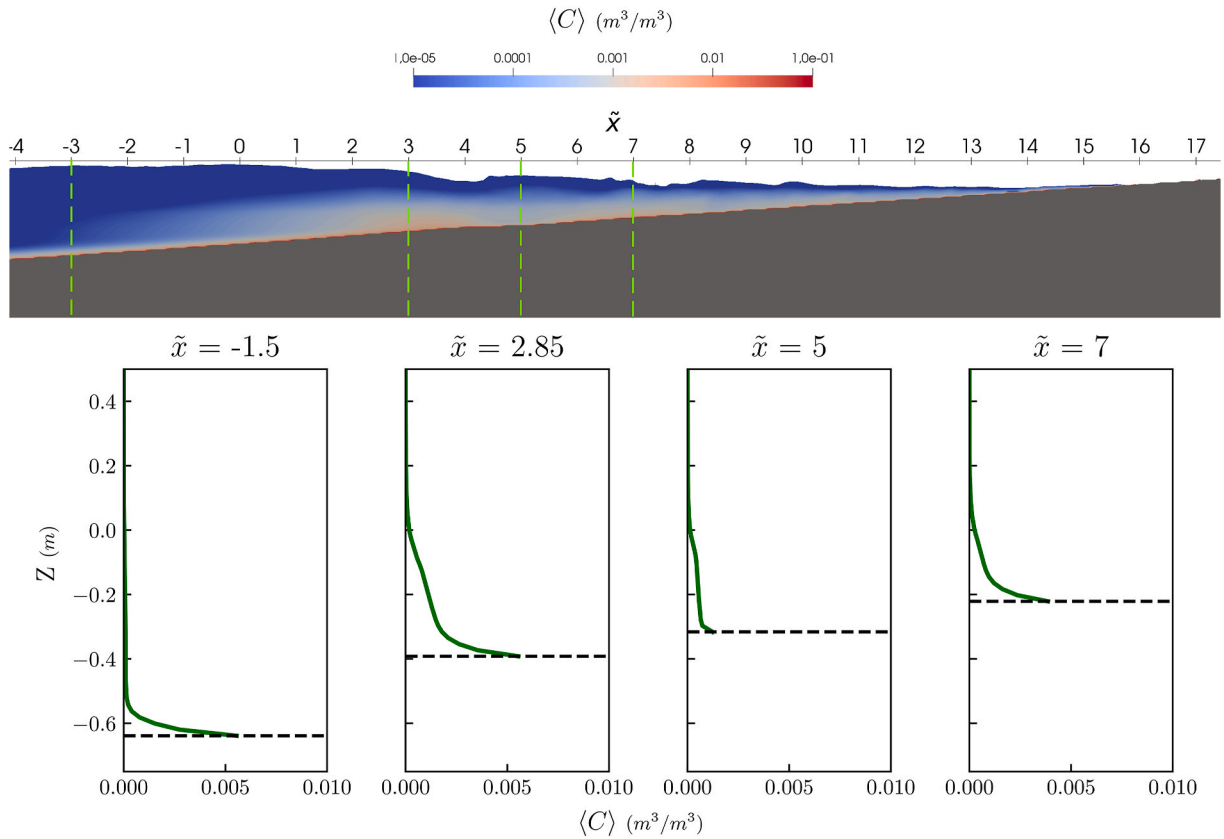 ⟨C⟩ (m³/m³)
1.0e-05 0.0001 0.001 0.01 1.0e-01
x̃
-4 -3 -2 -1 0 1 2 3 4 5 6 7 8 9 10 11 12 13 14 15 16 17
x̃ = -1.5 x̃ = 2.85 x̃ = 5 x̃ = 7
0.4
0.2
0.0
−0.2
−0.4
−0.6
Z (m)
0.000 0.005 0.010 0.000 0.005 0.010 0.000 0.005 0.010 0.000 0.005 0.010
⟨C⟩ (m³/m³)